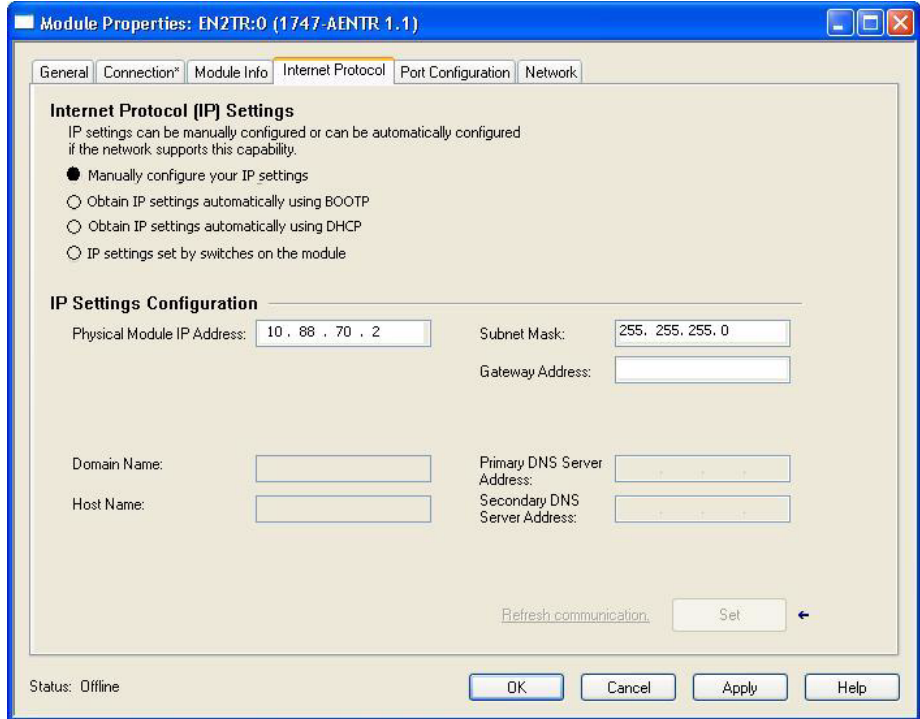 Module Properties: EN2TR:0 (1747-AENTR 1.1)
General Connection* Module Info Internet Protocol Port Configuration Network
Internet Protocol (IP) Settings
IP settings can be manually configured or can be automatically configured
if the network supports this capability.
Manually configure your IP settings
Obtain IP settings automatically using BOOTP
Obtain IP settings automatically using DHCP
IP settings set by switches on the module
IP Settings Configuration
Physical Module IP Address: 10 . 88 . 70 . 2 Subnet Mask: 255. 255. 255. 0
Gateway Address:
Domain Name: Primary DNS Server
Address:
Host Name: Secondary DNS
Server Address:
Refresh communication. Set
Status: Offline OK Cancel Apply Help